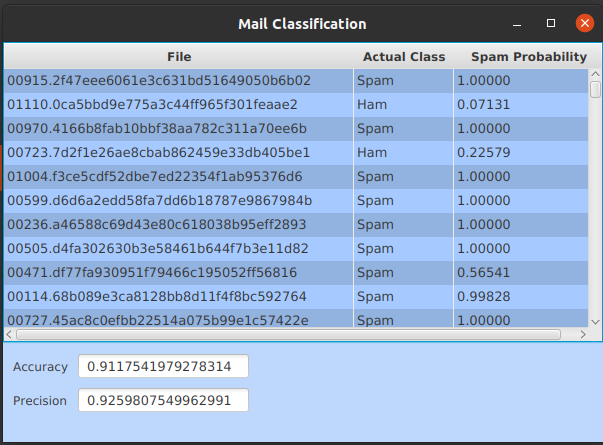 Mail Classification
File Actual Class Spam Probability
00915.2f47eee6061e3c631bd51649050b6b02 Spam 1.00000
01110.0ca5bbd9e775a3c44ff965f301feaae2 Ham 0.07131
00970.4166b8fab10bbf38aa782c311a70ee6b Spam 1.00000
00723.7d2f1e26ae8cbab862459e33db405be1 Ham 0.22579
01004.f3ce5cdf52dbe7ed22354f1ab95376d6 Spam 1.00000
00599.d6d6a2edd58fa7dd6b18787e9867984b Spam 1.00000
00236.a46588c69d43e80c618038b95eff2893 Spam 1.00000
00505.d4fa302630b3e58461b644f7b3e11d82 Spam 1.00000
00471.df77fa930951f79466c195052ff56816 Spam 0.56541
00114.68b089e3ca8128bb8d11f4f8bc592764 Spam 0.99828
00727.45ac8c0efbb22514a075b99e1c57422e Spam 1.00000
Accuracy 0.9117541979278314
Precision 0.9259807549962991